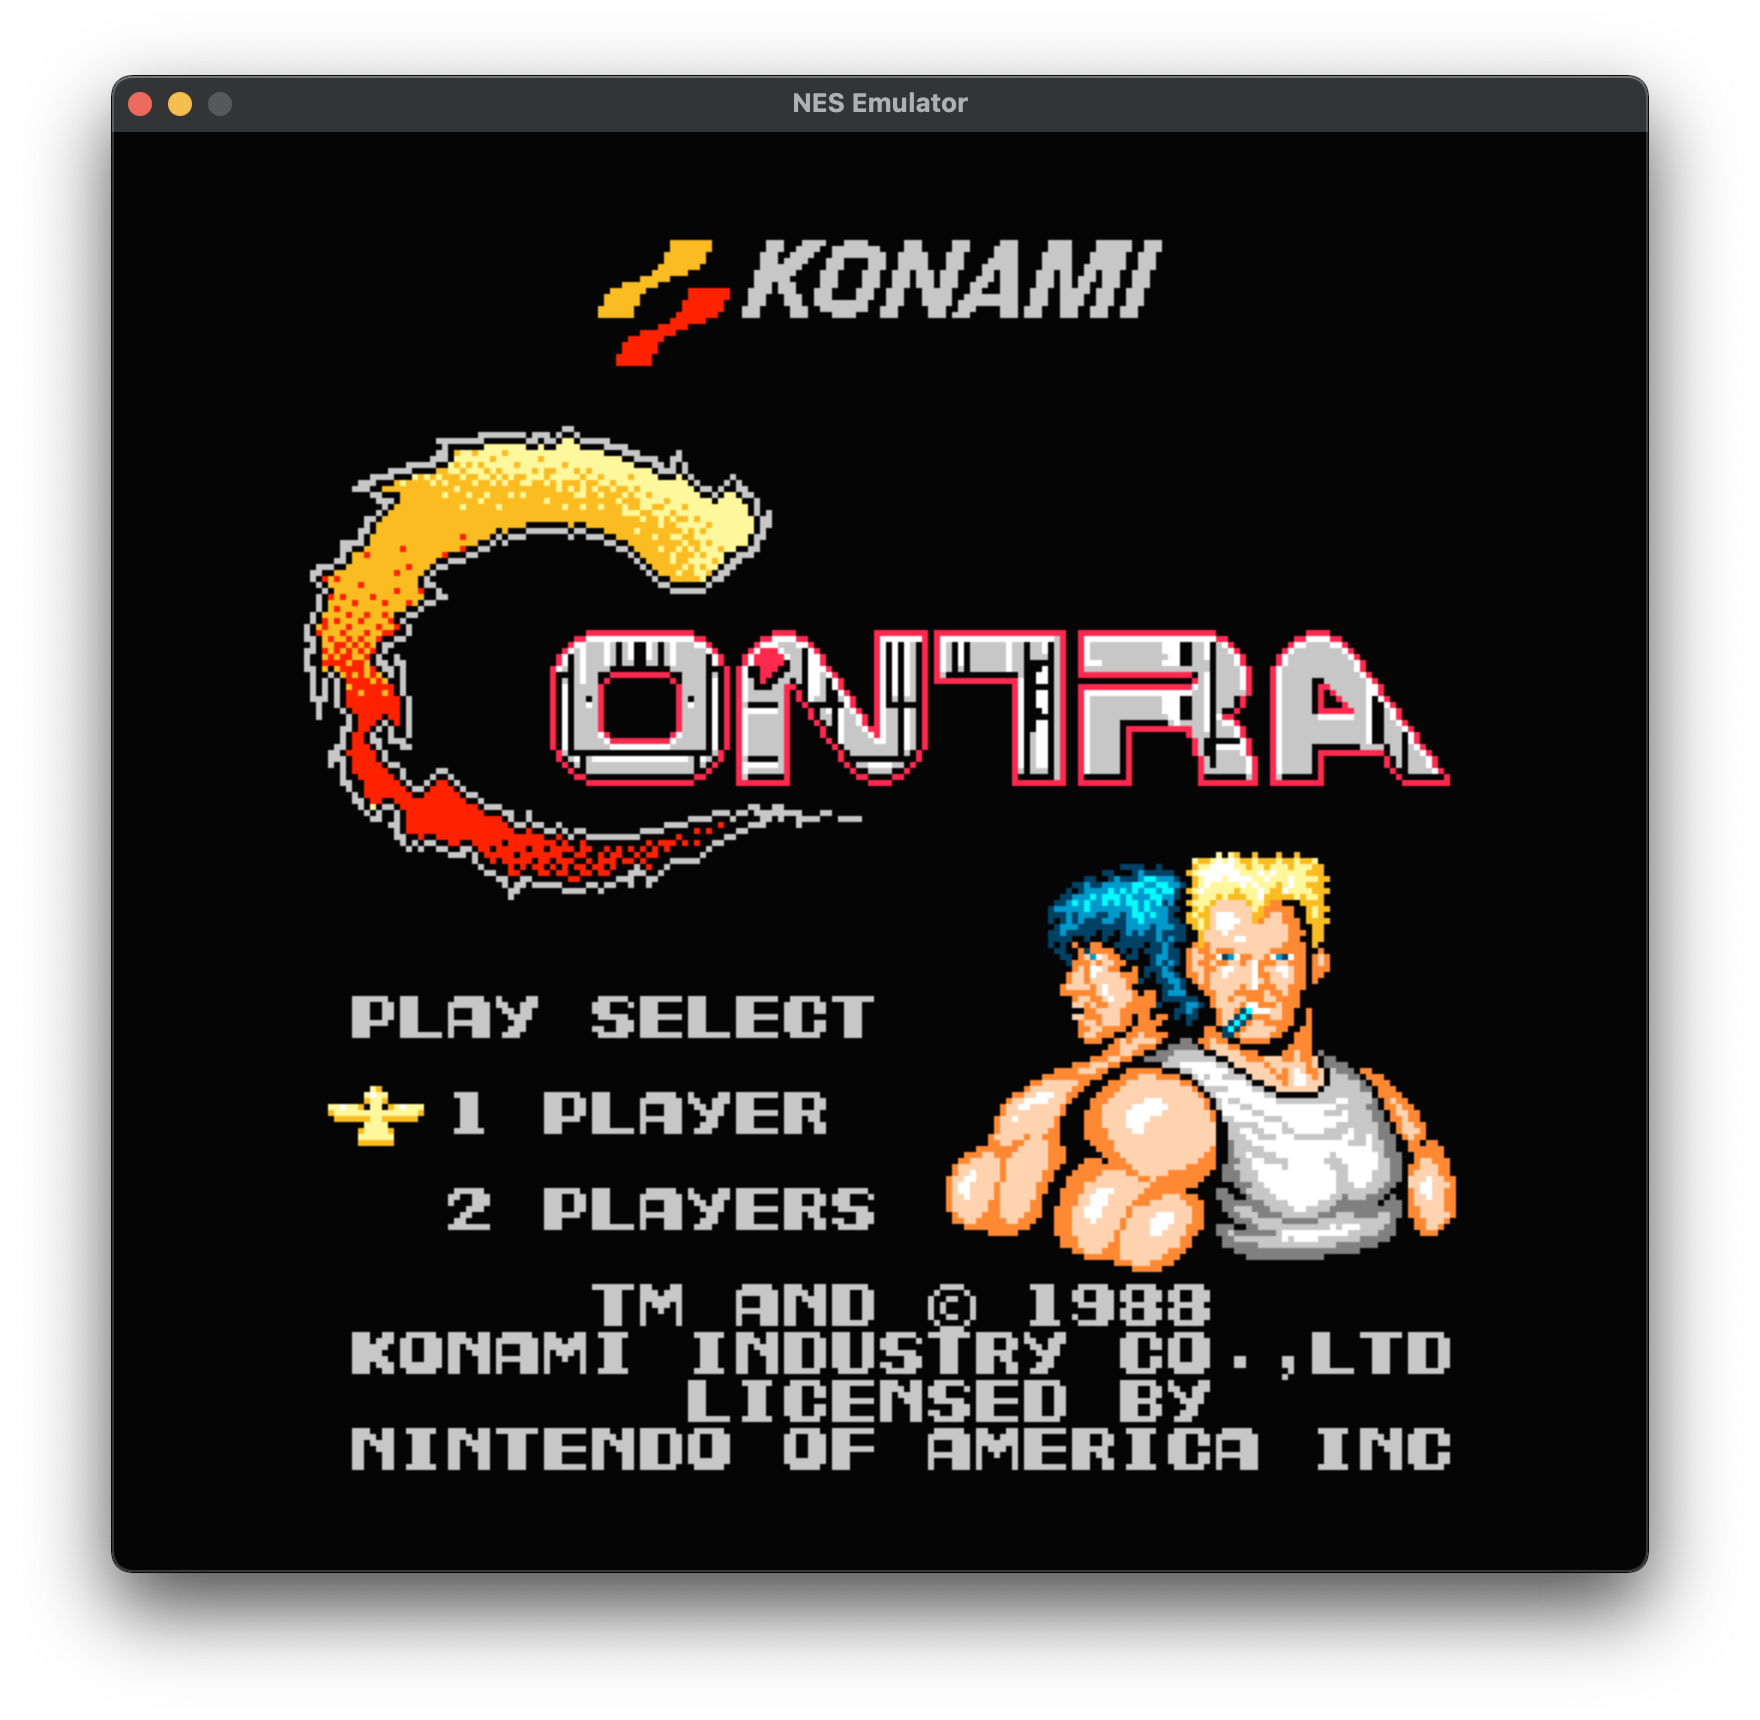 NES Emulator
KONAMI
CONTRA
PLAY SELECT
1 PLAYER
2 PLAYERS
TM AND © 1988
KONAMI INDUSTRY CO.,LTD
LICENSED BY
NINTENDO OF AMERICA INC